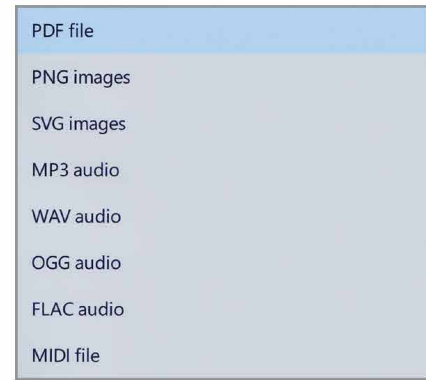 PDF file
PNG images
SVG images
MP3 audio
WAV audio
OGG audio
FLAC audio
MIDI file